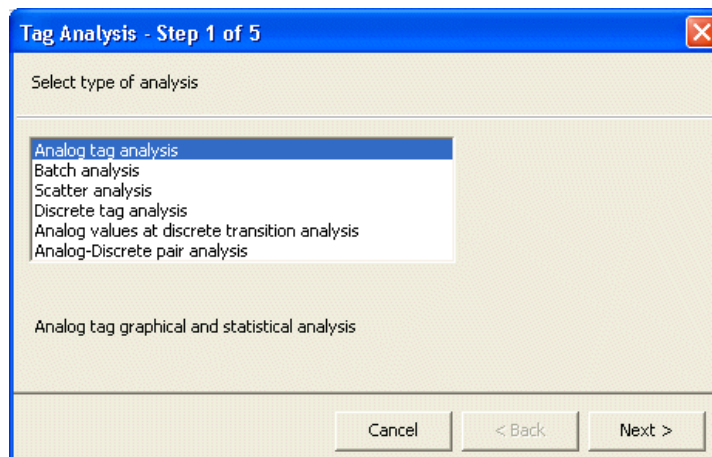 Tag Analysis - Step 1 of 5
Select type of analysis
Analog tag analysis
Batch analysis
Scatter analysis
Discrete tag analysis
Analog values at discrete transition analysis
Analog-Discrete pair analysis
Analog tag graphical and statistical analysis
Cancel
< Back
Next >